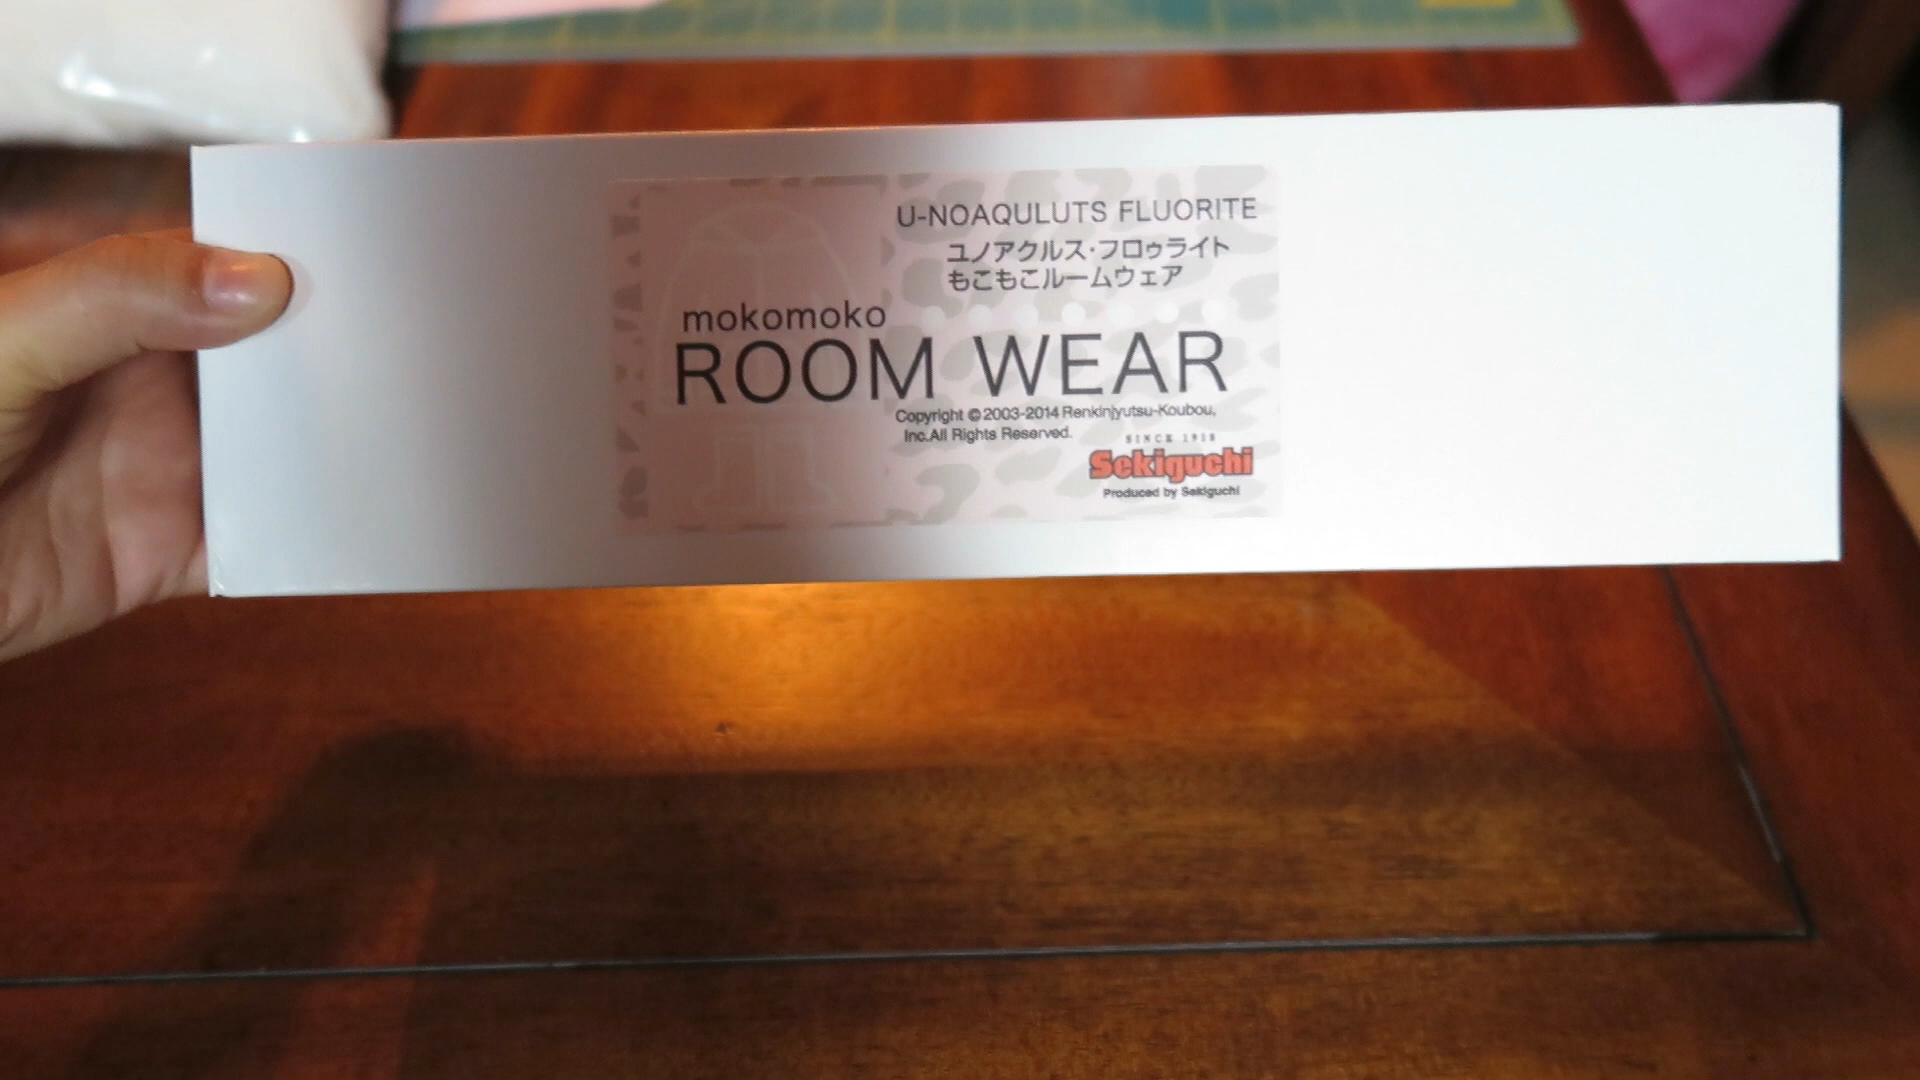 U-NOAQULUTS FLUORITE
ユノアクルス・フロゥライト
もこもこルームウェア
mokomoko
ROOM WEAR
Copyright ©2003-2014 Renkinjyutsu-Koubou,
Inc.All Rights Reserved.
SINCE 1918
Sekiguchi
Produced by Sekiguchi